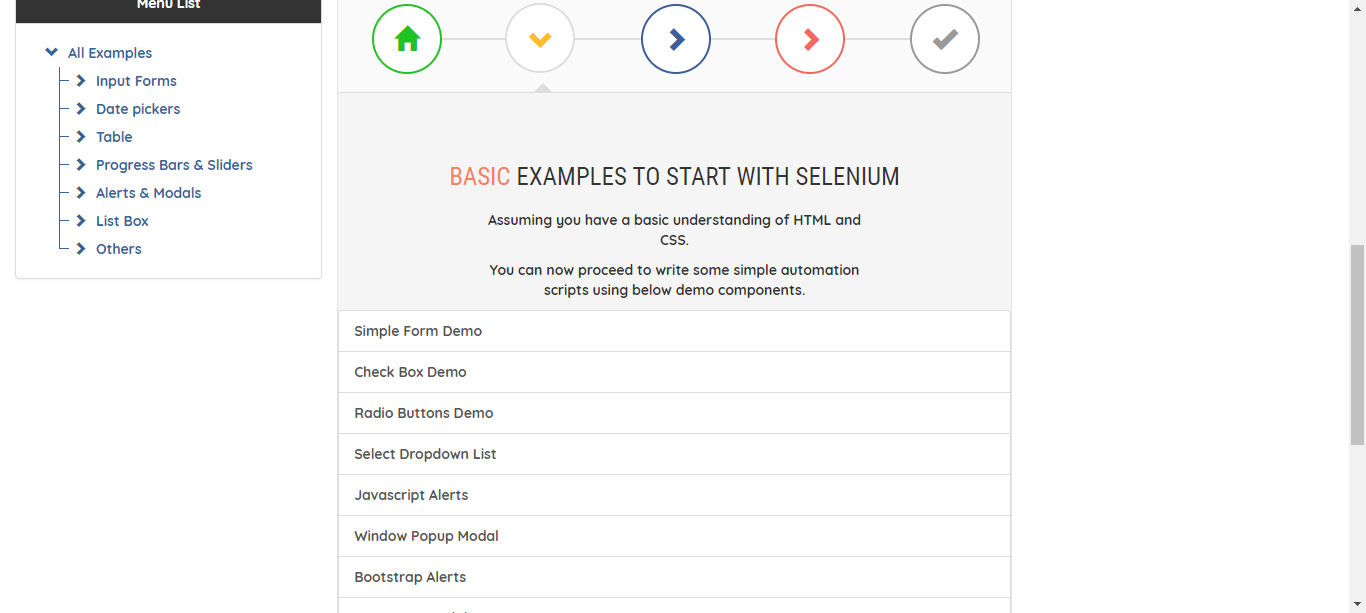 Menu List
All Examples
Input Forms
Date pickers
Table
Progress Bars & Sliders
Alerts & Modals
List Box
Others
BASIC EXAMPLES TO START WITH SELENIUM
Assuming you have a basic understanding of HTML and
CSS.
You can now proceed to write some simple automation
scripts using below demo components.
Simple Form Demo
Check Box Demo
Radio Buttons Demo
Select Dropdown List
Javascript Alerts
Window Popup Modal
Bootstrap Alerts